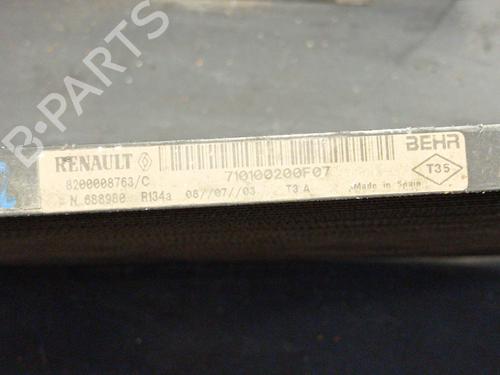 B-PARTS
RENAULT
710100200F07
BEHR
8200008763/C
T35
N 688980 R134a 08//07//03 T3 A Made in Spain